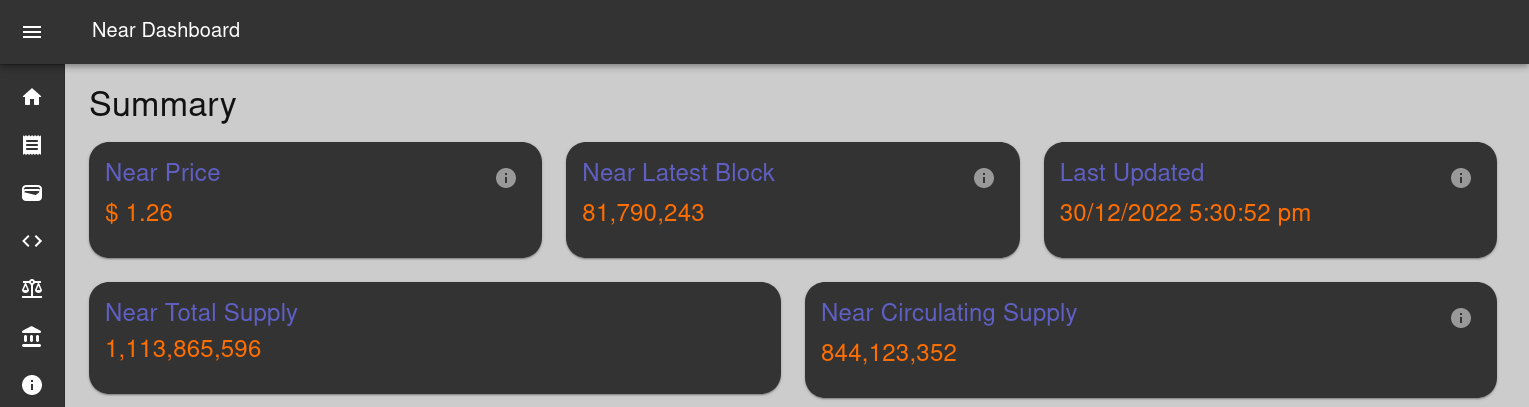 Near Dashboard
Summary
Near Price
$ 1.26
Near Latest Block
81,790,243
Last Updated
30/12/2022 5:30:52 pm
Near Total Supply
1,113,865,596
Near Circulating Supply
844,123,352